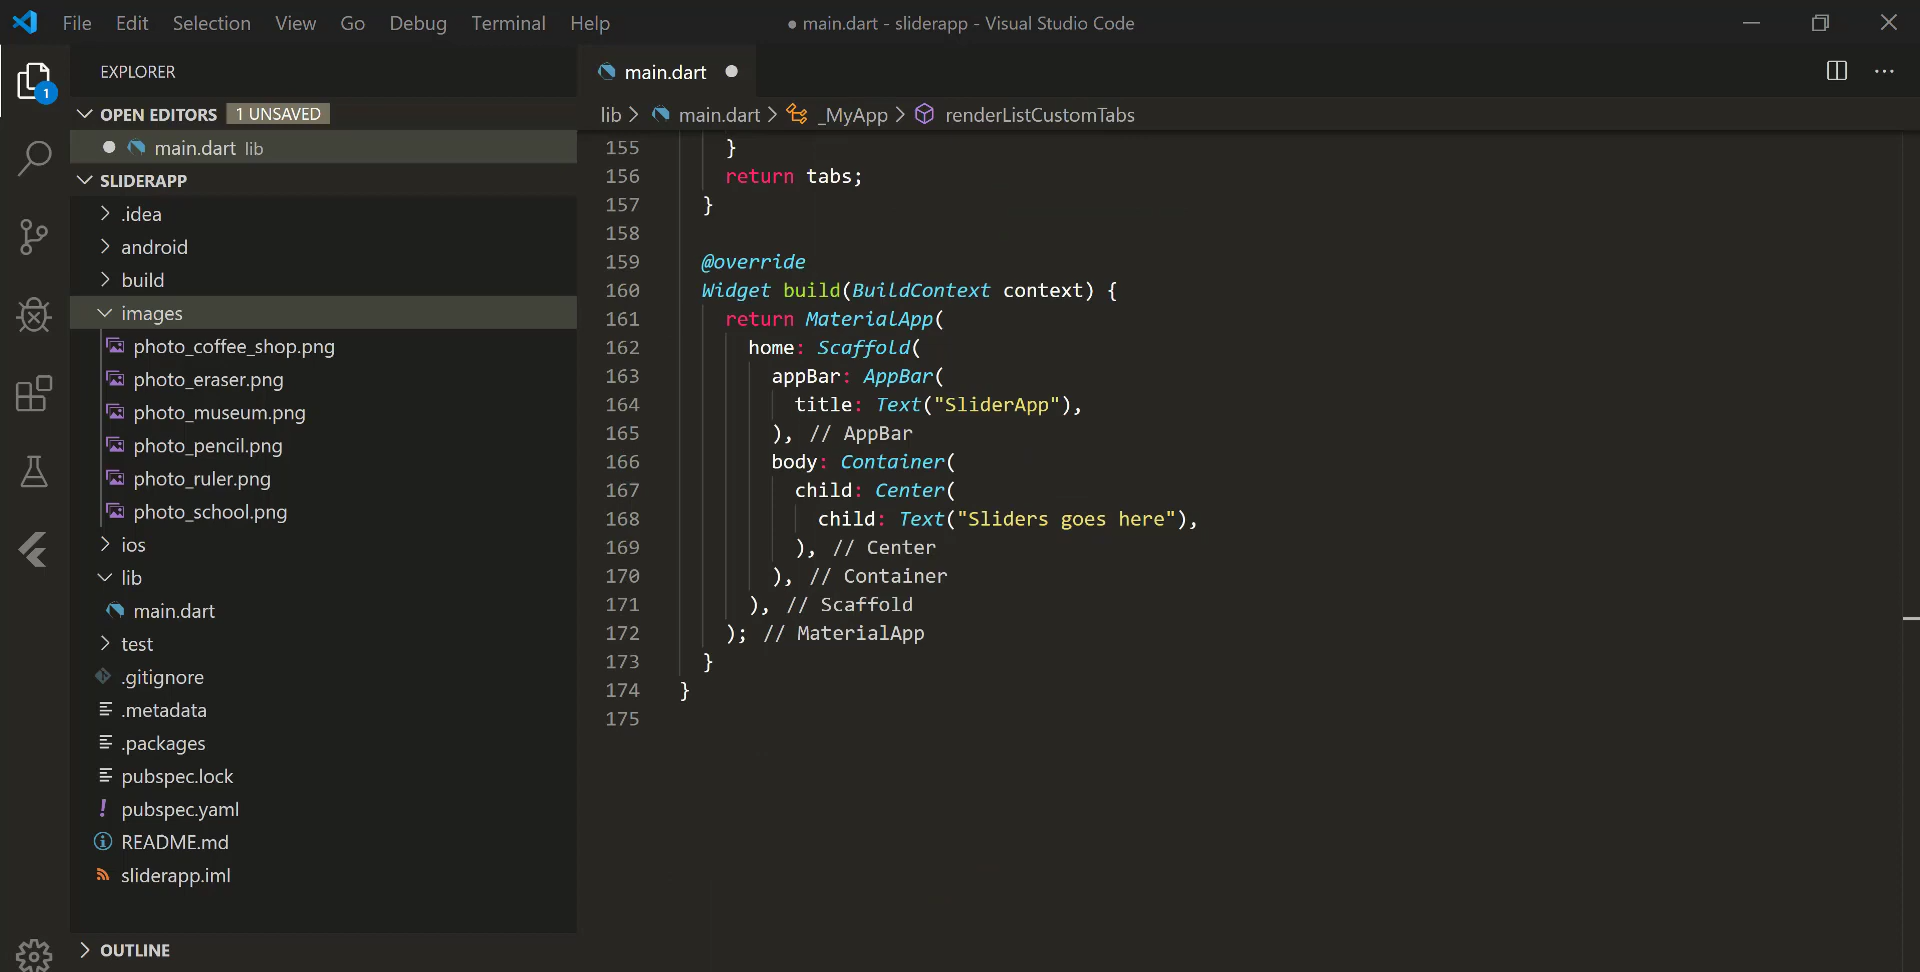 File Edit Selection View Go Debug Terminal Help
● main.dart - sliderapp - Visual Studio Code
EXPLORER
1
OPEN EDITORS 1 UNSAVED
main.dart lib
SLIDERAPP
.idea
android
build
images
photo_coffee_shop.png
photo_eraser.png
photo_museum.png
photo_pencil.png
photo_ruler.png
photo_school.png
ios
lib
main.dart
test
.gitignore
.metadata
.packages
pubspec.lock
pubspec.yaml
README.md
sliderapp.iml
OUTLINE
main.dart
lib > main.dart > _MyApp > renderListCustomTabs
155 }
156 return tabs;
157 }
158
159 @override
160 Widget build(BuildContext context) {
161 return MaterialApp(
162 home: Scaffold(
163 appBar: AppBar(
164 title: Text("SliderApp"),
165 ), // AppBar
166 body: Container(
167 child: Center(
168 child: Text("Sliders goes here"),
169 ), // Center
170 ), // Container
171 ), // Scaffold
172 ); // MaterialApp
173 }
174 }
175